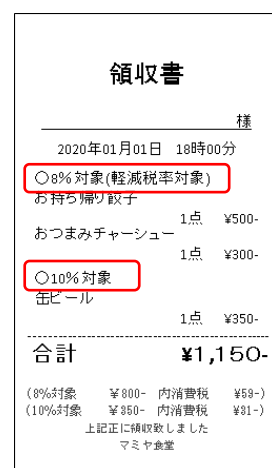 領収書
様
2020年01月01日 18時00分
○8%対象(軽減税率対象)
お持ち帰り餃子
1点 ¥500-
おつまみチャーシュー
1点 ¥300-
○10%対象
缶ビール
1点 ¥350-
合計 ¥1,150-
(8%対象 ¥800- 内消費税 ¥59-)
(10%対象 ¥350- 内消費税 ¥31-)
上記正に領収致しました
マミヤ食堂